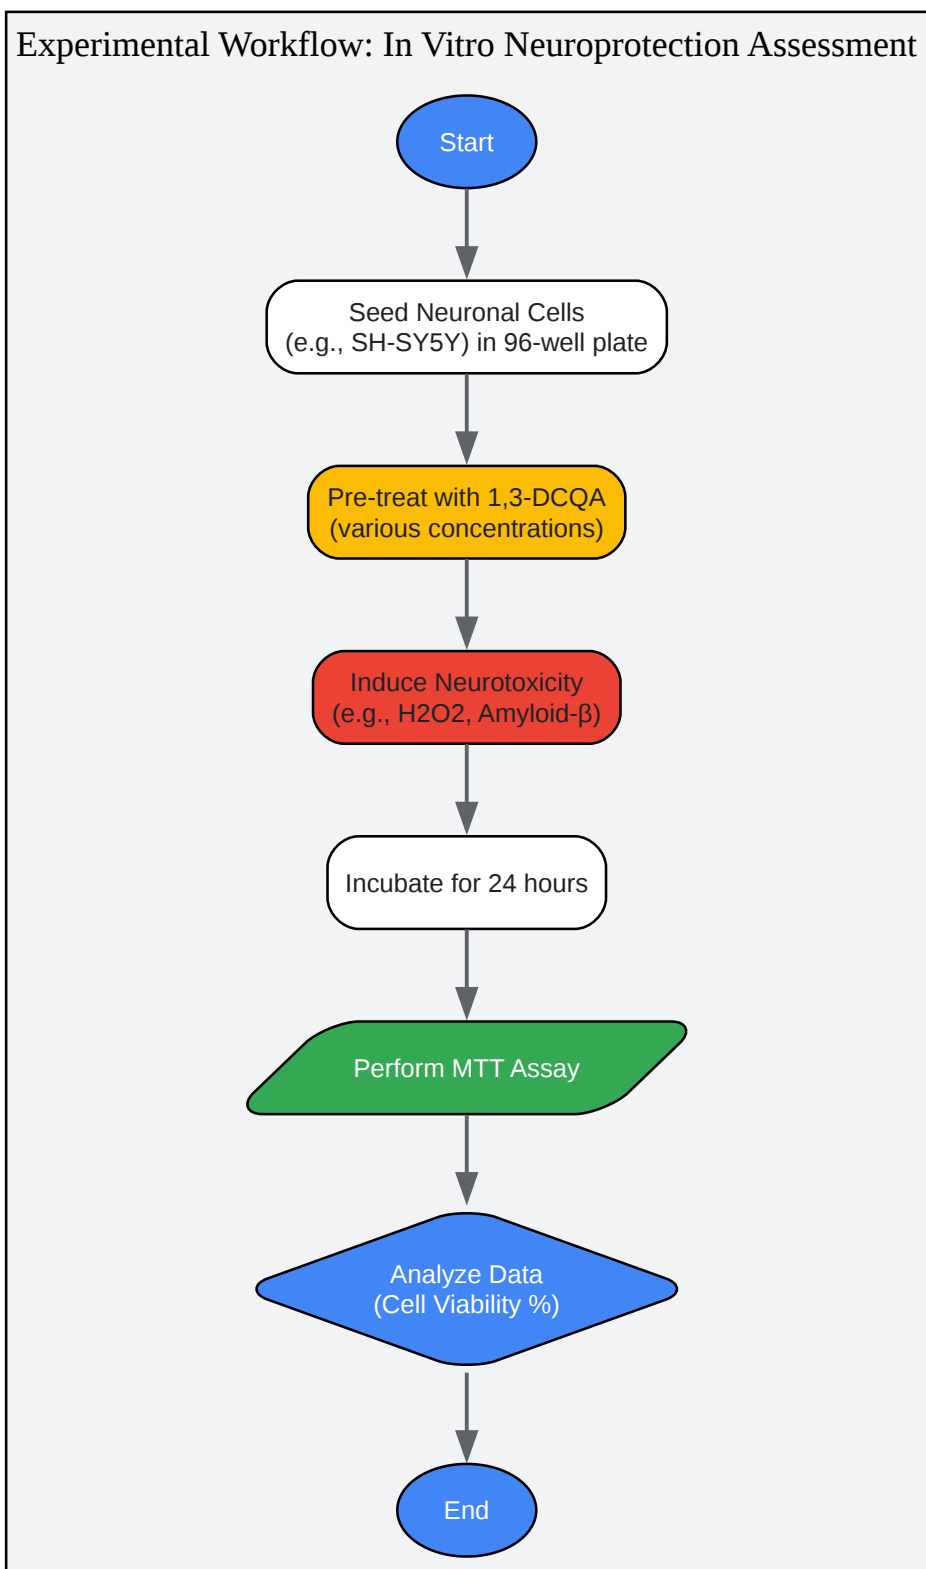 Experimental Workflow: In Vitro Neuroprotection Assessment
Start
Seed Neuronal Cells
(e.g., SH-SY5Y) in 96-well plate
Pre-treat with 1,3-DCQA
(various concentrations)
Induce Neurotoxicity
(e.g., H2O2, Amyloid-β)
Incubate for 24 hours
Perform MTT Assay
Analyze Data
(Cell Viability %)
End